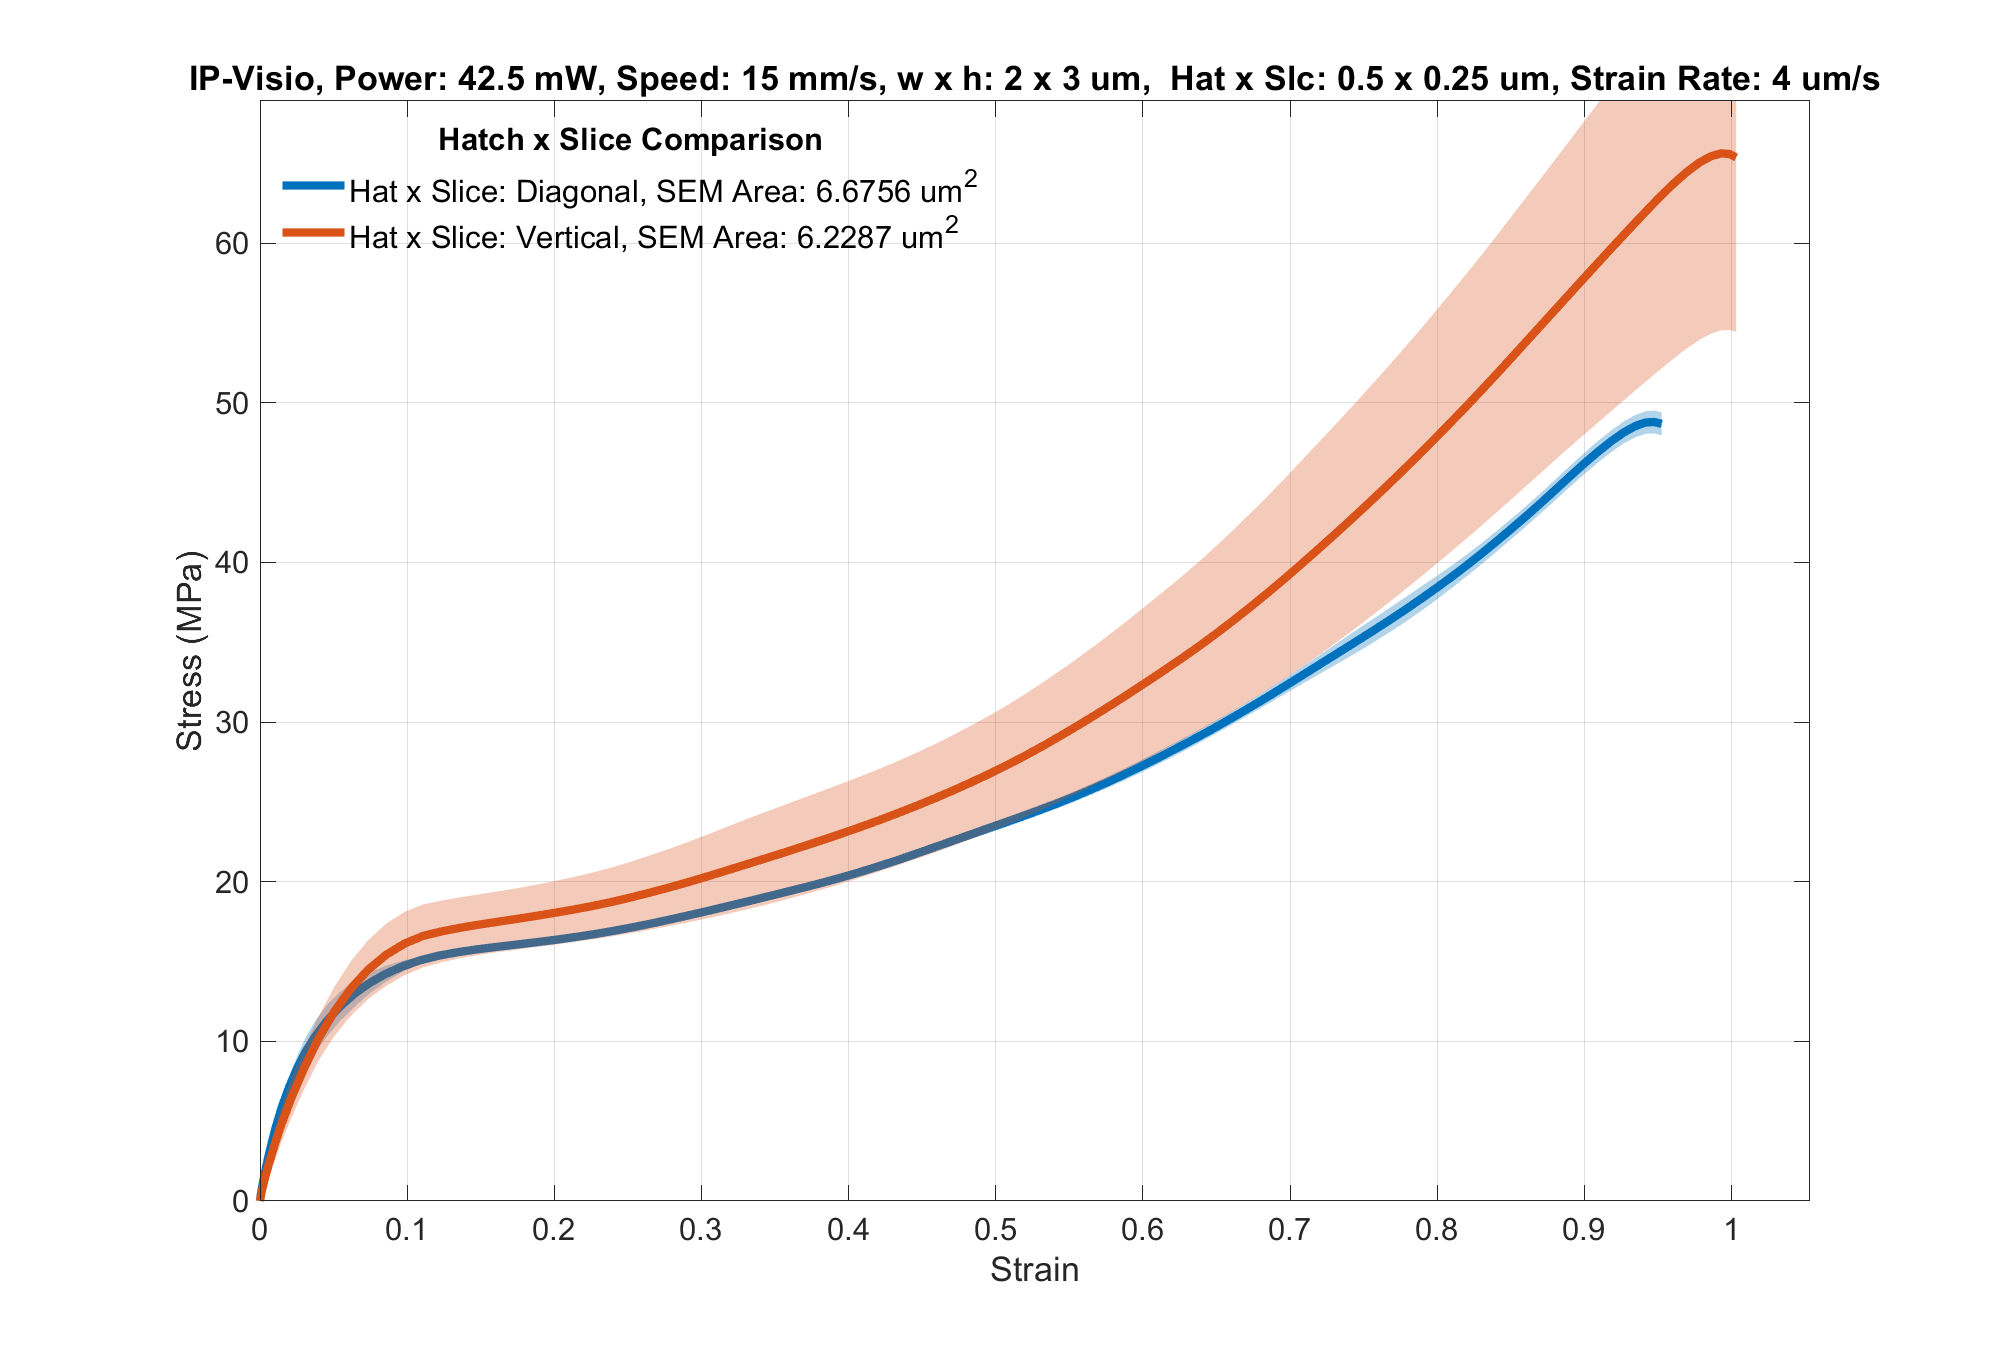 IP-Visio, Power: 42.5 mW, Speed: 15 mm/s, w x h: 2 x 3 um,  Hat x Slc: 0.5 x 0.25 um, Strain Rate: 4 um/s
Hatch x Slice Comparison
Hat x Slice: Diagonal, SEM Area: 6.6756 um²
Hat x Slice: Vertical, SEM Area: 6.2287 um²
60
50
40
30
20
10
0
Stress (MPa)
0 0.1 0.2 0.3 0.4 0.5 0.6 0.7 0.8 0.9 1
Strain